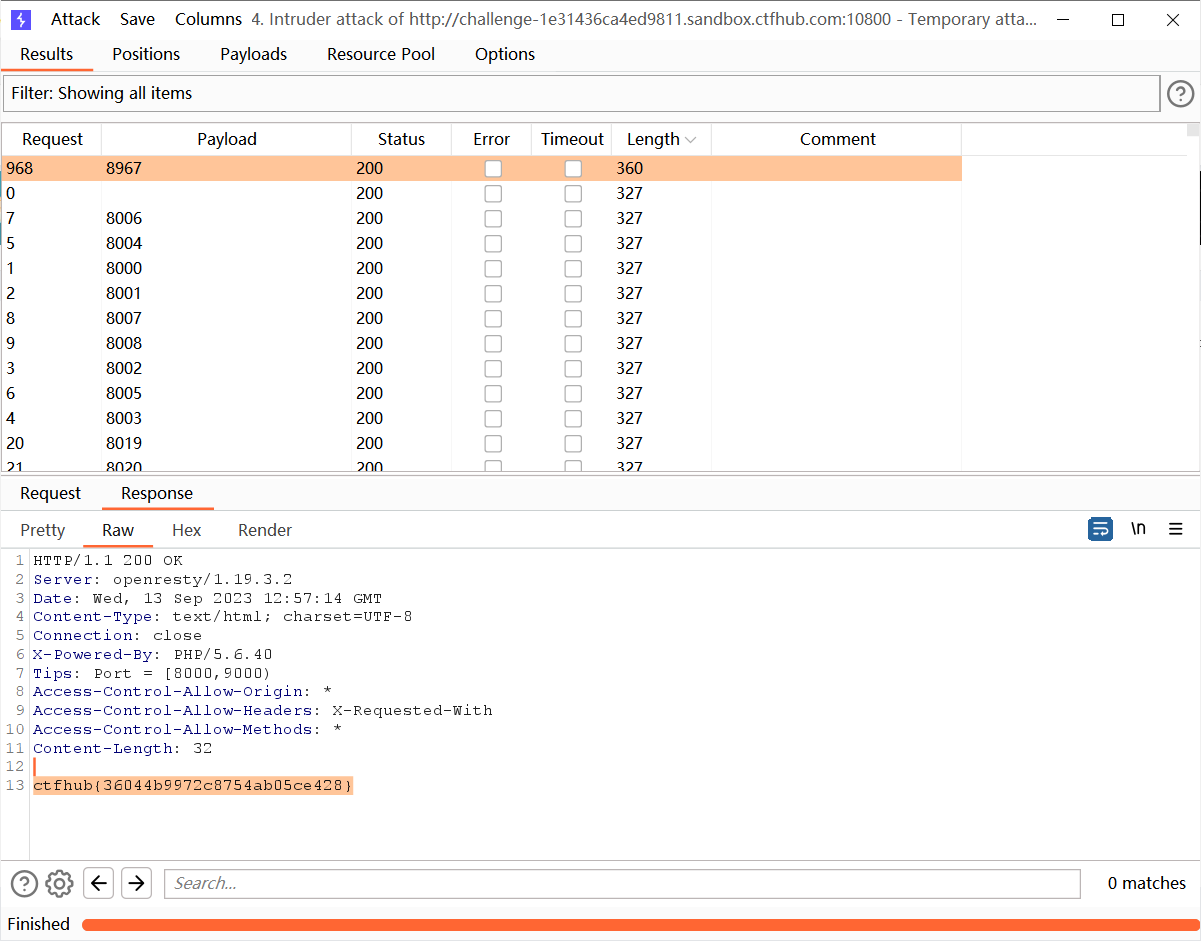 Attack Save Columns 4. Intruder attack of http://challenge-1e31436ca4ed9811.sandbox.ctfhub.com:10800 - Temporary atta...
Results Positions Payloads Resource Pool Options
Filter: Showing all items
Request Payload Status Error Timeout Length Comment
968 8967 200 360
0 200 327
7 8006 200 327
5 8004 200 327
1 8000 200 327
2 8001 200 327
8 8007 200 327
9 8008 200 327
3 8002 200 327
6 8005 200 327
4 8003 200 327
20 8019 200 327
21 8020 200 327
Request Response
Pretty Raw Hex Render \n
1 HTTP/1.1 200 OK
2 Server: openresty/1.19.3.2
3 Date: Wed, 13 Sep 2023 12:57:14 GMT
4 Content-Type: text/html; charset=UTF-8
5 Connection: close
6 X-Powered-By: PHP/5.6.40
7 Tips: Port = [8000,9000)
8 Access-Control-Allow-Origin: *
9 Access-Control-Allow-Headers: X-Requested-With
10 Access-Control-Allow-Methods: *
11 Content-Length: 32
12
13 ctfhub{36044b9972c8754ab05ce428}
Search... 0 matches
Finished